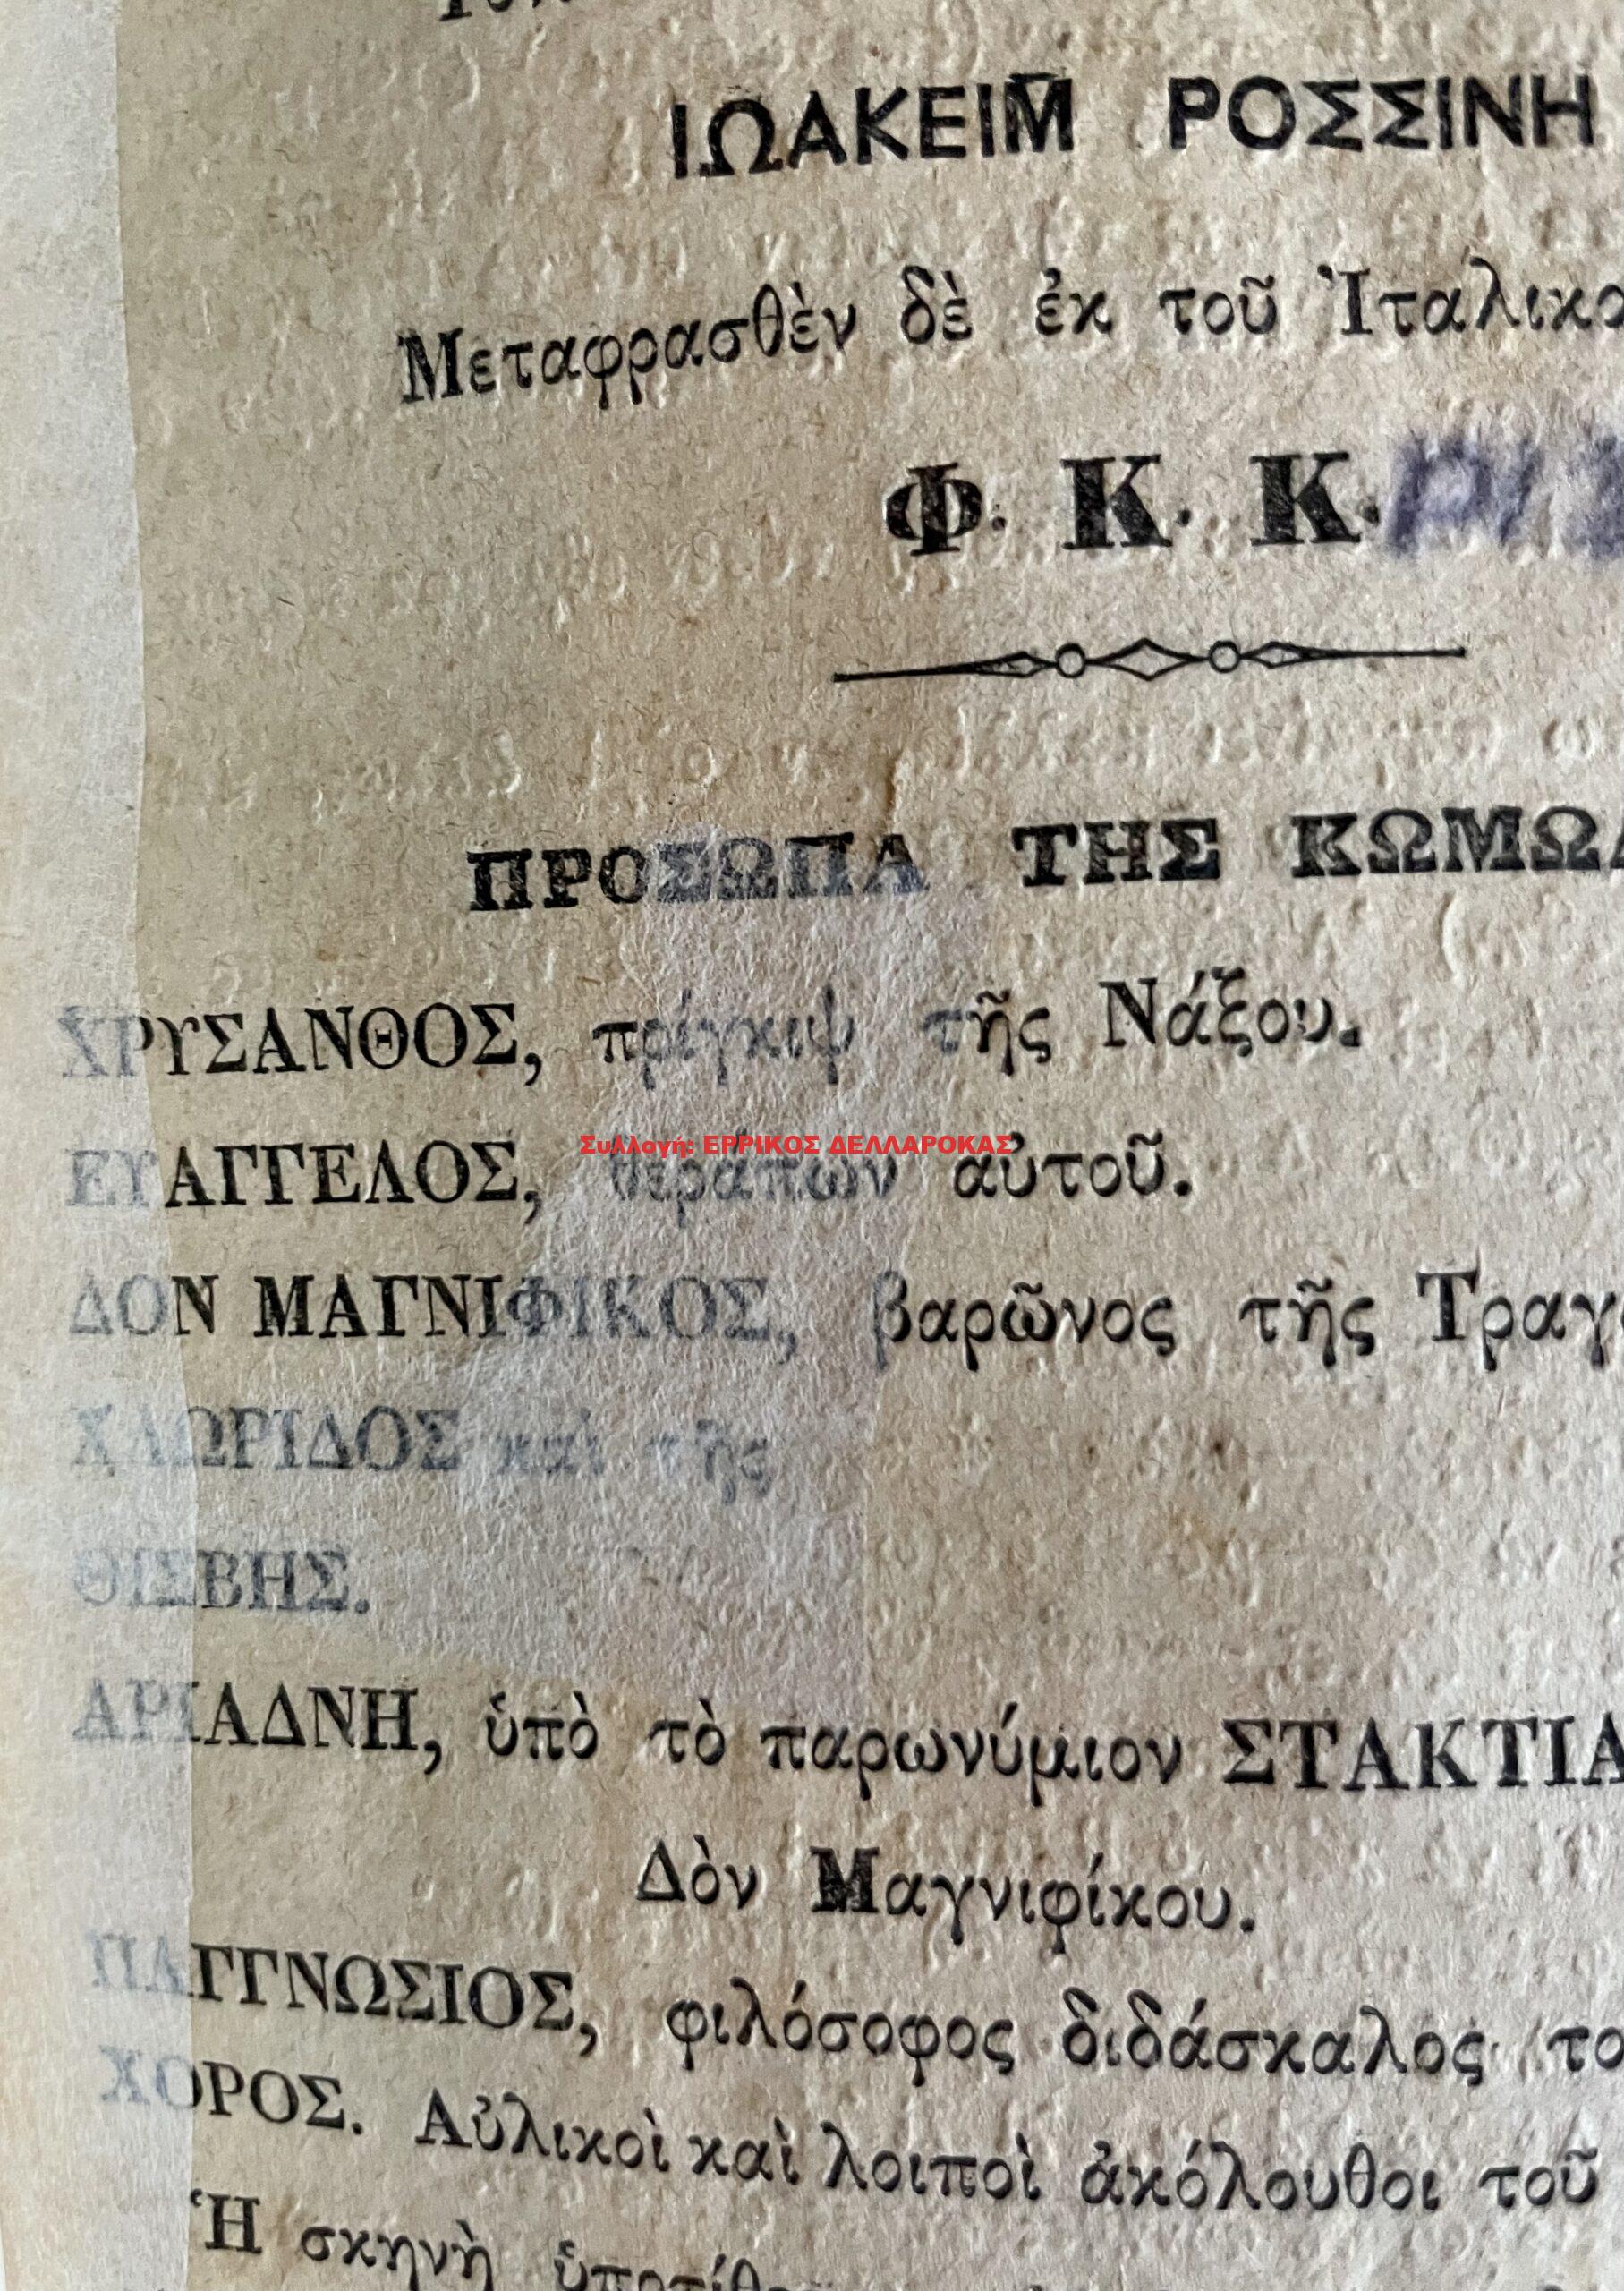 ΙΩΑΚΕΙΜ ΡΟΣΣΙΝΗ
Μεταφρασθὲν δὲ ἐκ τοῦ Ἰταλικο
Φ. Κ. Κ.
ΠΡΟΣΩΠΑ ΤΗΣ ΚΩΜΩΔ
ΧΡΥΣΑΝΘΟΣ, πρίγκιψ τῆς Νάξου.
Συλλογή: ΕΡΡΙΚΟΣ ΔΕΛΛΑΡΟΚΑΣ
ΕΥΑΓΓΕΛΟΣ, θεράπων αὐτοῦ.
ΔΟΝ ΜΑΓΝΙΦΙΚΟΣ, βαρῶνος τῆς Τραγ
ΧΛΩΡΙΔΟΣ καὶ τῆς
ΘΙΣΒΗΣ.
ΑΡΙΑΔΝΗ, ὑπὸ τὸ παρωνύμιον ΣΤΑΚΤΙΑ
Δὸν Μαγνιφίκου.
ΠΑΓΓΝΩΣΙΟΣ, φιλόσοφος διδάσκαλος το
ΧΟΡΟΣ. Αὐλικοὶ καὶ λοιποὶ ἀκόλουθοι τοῦ
Ἡ σκηνὴ